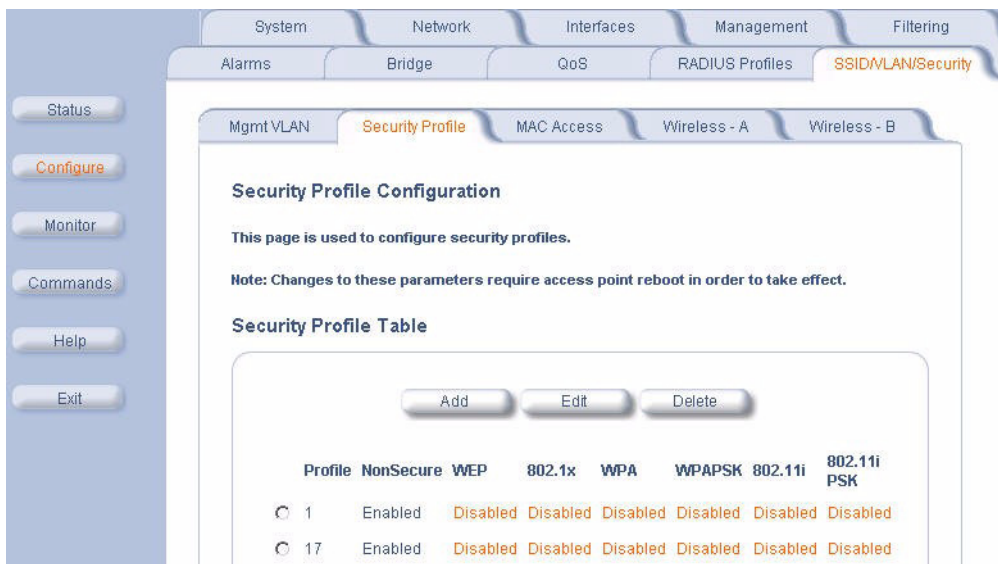 System Network Interfaces Management Filtering
Alarms Bridge QoS RADIUS Profiles SSID/VLAN/Security
Status
Mgmt VLAN Security Profile MAC Access Wireless - A Wireless - B
Configure
Security Profile Configuration
Monitor
This page is used to configure security profiles.
Commands
Note: Changes to these parameters require access point reboot in order to take effect.
Security Profile Table
Help
Exit
Add Edit Delete
Profile NonSecure WEP 802.1x WPA WPAPSK 802.11i 802.11i PSK
1 Enabled Disabled Disabled Disabled Disabled Disabled Disabled
17 Enabled Disabled Disabled Disabled Disabled Disabled Disabled